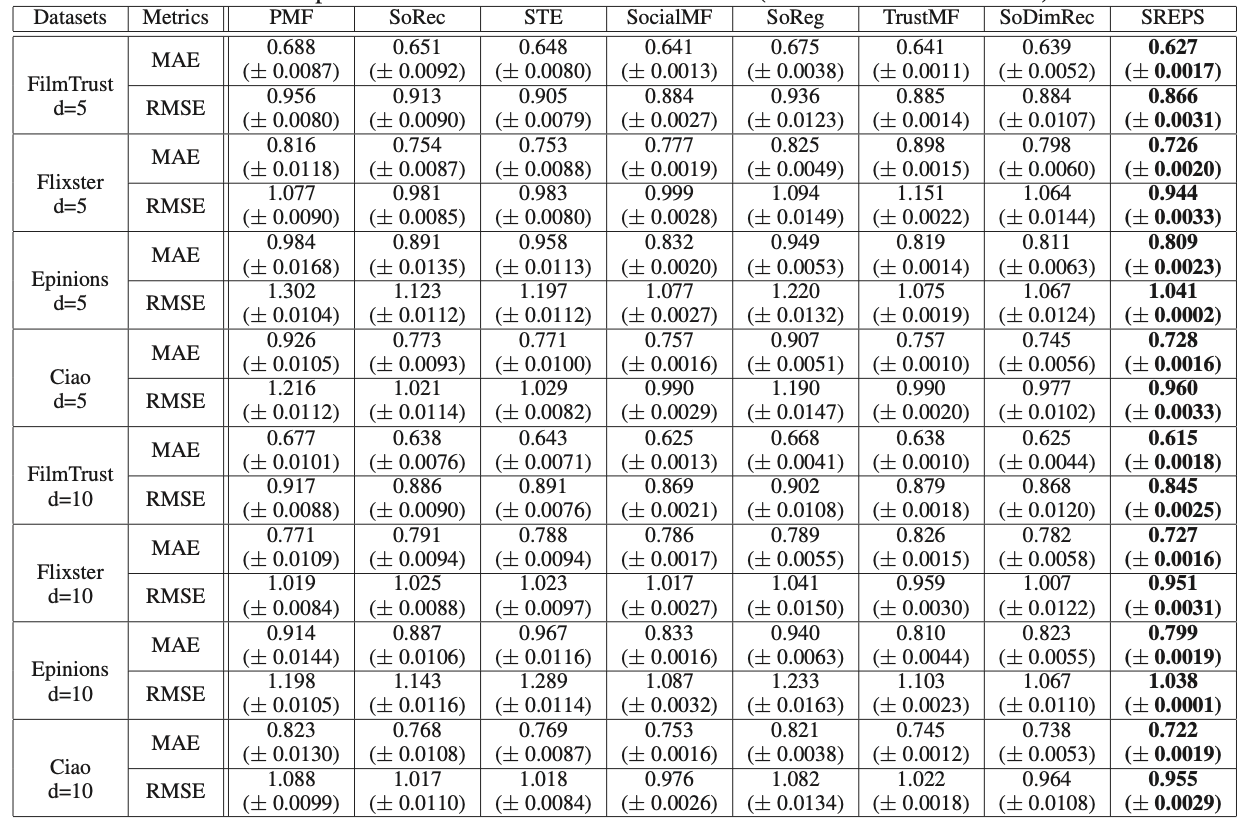 Datasets Metrics PMF SoRec STE SocialMF SoReg TrustMF SoDimRec SREPS
FilmTrust d=5 MAE 0.688 0.651 0.648 0.641 0.675 0.641 0.639 0.627
(± 0.0087) (± 0.0092) (± 0.0080) (± 0.0013) (± 0.0038) (± 0.0011) (± 0.0052) (± 0.0017)
RMSE 0.956 0.913 0.905 0.884 0.936 0.885 0.884 0.866
(± 0.0080) (± 0.0090) (± 0.0079) (± 0.0027) (± 0.0123) (± 0.0014) (± 0.0107) (± 0.0031)
Flixster d=5 MAE 0.816 0.754 0.753 0.777 0.825 0.898 0.798 0.726
(± 0.0118) (± 0.0087) (± 0.0088) (± 0.0019) (± 0.0049) (± 0.0015) (± 0.0060) (± 0.0020)
RMSE 1.077 0.981 0.983 0.999 1.094 1.151 1.064 0.944
(± 0.0090) (± 0.0085) (± 0.0080) (± 0.0028) (± 0.0149) (± 0.0022) (± 0.0144) (± 0.0033)
Epinions d=5 MAE 0.984 0.891 0.958 0.832 0.949 0.819 0.811 0.809
(± 0.0168) (± 0.0135) (± 0.0113) (± 0.0020) (± 0.0053) (± 0.0014) (± 0.0063) (± 0.0023)
RMSE 1.302 1.123 1.197 1.077 1.220 1.075 1.067 1.041
(± 0.0104) (± 0.0112) (± 0.0112) (± 0.0027) (± 0.0132) (± 0.0019) (± 0.0124) (± 0.0002)
Ciao d=5 MAE 0.926 0.773 0.771 0.757 0.907 0.757 0.745 0.728
(± 0.0105) (± 0.0093) (± 0.0100) (± 0.0016) (± 0.0051) (± 0.0010) (± 0.0056) (± 0.0016)
RMSE 1.216 1.021 1.029 0.990 1.190 0.990 0.977 0.960
(± 0.0112) (± 0.0114) (± 0.0082) (± 0.0029) (± 0.0147) (± 0.0020) (± 0.0102) (± 0.0033)
FilmTrust d=10 MAE 0.677 0.638 0.643 0.625 0.668 0.638 0.625 0.615
(± 0.0101) (± 0.0076) (± 0.0071) (± 0.0013) (± 0.0041) (± 0.0010) (± 0.0044) (± 0.0018)
RMSE 0.917 0.886 0.891 0.869 0.902 0.879 0.868 0.845
(± 0.0088) (± 0.0090) (± 0.0076) (± 0.0021) (± 0.0108) (± 0.0018) (± 0.0120) (± 0.0025)
Flixster d=10 MAE 0.771 0.791 0.788 0.786 0.789 0.826 0.782 0.727
(± 0.0109) (± 0.0094) (± 0.0094) (± 0.0017) (± 0.0055) (± 0.0015) (± 0.0058) (± 0.0016)
RMSE 1.019 1.025 1.023 1.017 1.041 0.959 1.007 0.951
(± 0.0084) (± 0.0088) (± 0.0097) (± 0.0027) (± 0.0150) (± 0.0030) (± 0.0122) (± 0.0031)
Epinions d=10 MAE 0.914 0.887 0.967 0.833 0.940 0.810 0.823 0.799
(± 0.0144) (± 0.0106) (± 0.0116) (± 0.0016) (± 0.0063) (± 0.0044) (± 0.0055) (± 0.0019)
RMSE 1.198 1.143 1.289 1.087 1.233 1.103 1.067 1.038
(± 0.0105) (± 0.0116) (± 0.0114) (± 0.0032) (± 0.0163) (± 0.0023) (± 0.0110) (± 0.0001)
Ciao d=10 MAE 0.823 0.768 0.769 0.753 0.821 0.745 0.738 0.722
(± 0.0130) (± 0.0108) (± 0.0087) (± 0.0016) (± 0.0038) (± 0.0012) (± 0.0053) (± 0.0019)
RMSE 1.088 1.017 1.018 0.976 1.082 1.022 0.964 0.955
(± 0.0099) (± 0.0110) (± 0.0084) (± 0.0026) (± 0.0134) (± 0.0018) (± 0.0108) (± 0.0029)